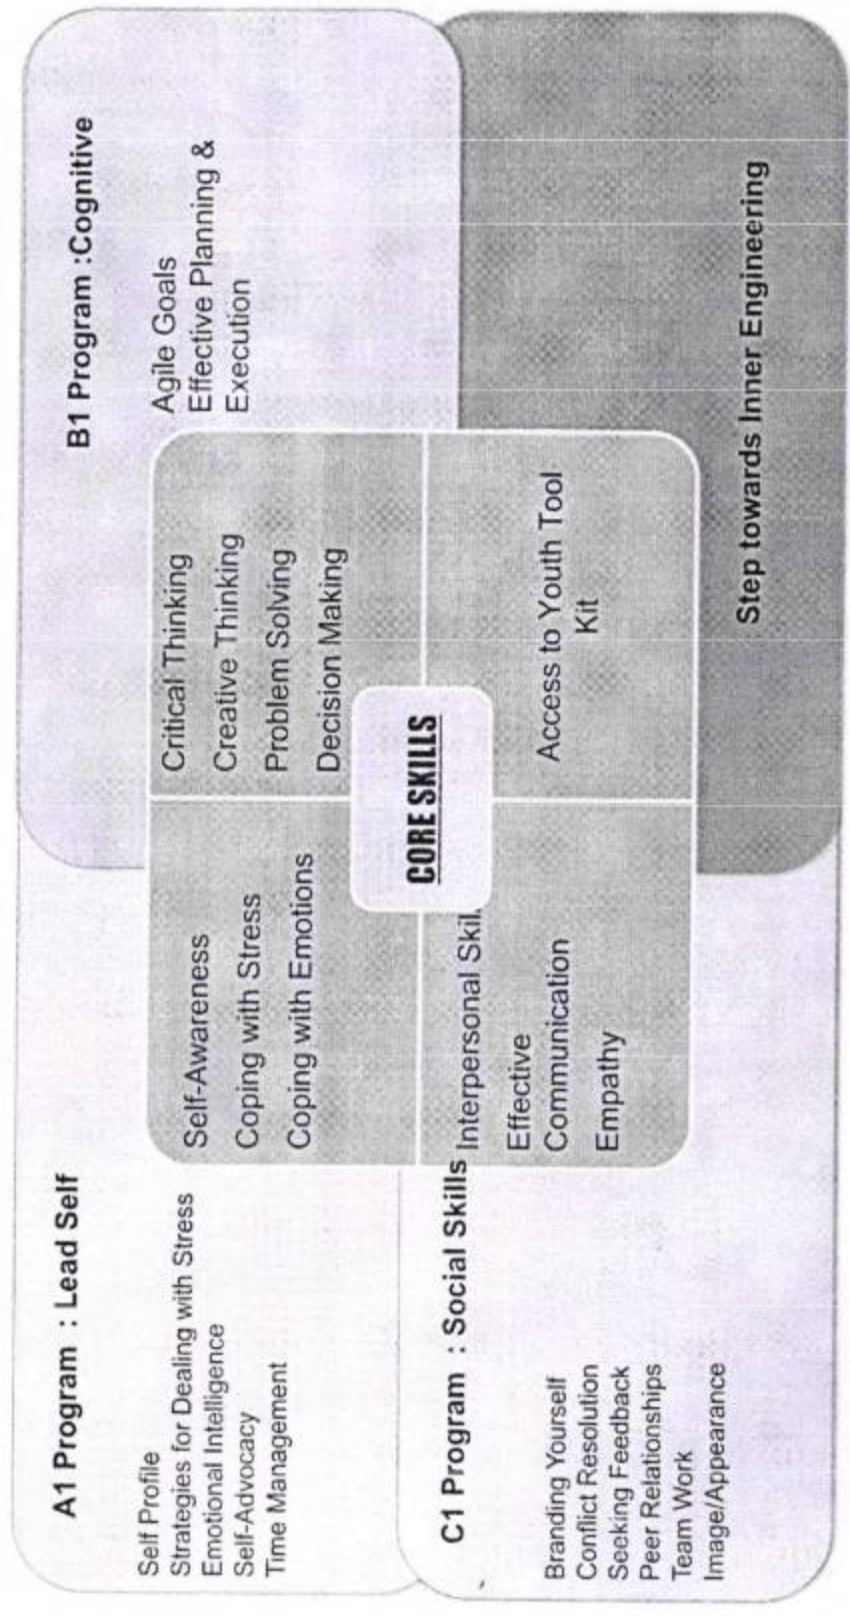 A1 Program : Lead Self
Self Profile
Strategies for Dealing with Stress
Emotional Intelligence
Self-Advocacy
Time Management
Self-Awareness
Coping with Stress
Coping with Emotions
B1 Program :Cognitive
Agile Goals
Effective Planning &
Execution
Critical Thinking
Creative Thinking
Problem Solving
Decision Making
CORE SKILLS
C1 Program : Social Skills
Branding Yourself
Conflict Resolution
Seeking Feedback
Peer Relationships
Team Work
Image/Appearance
Interpersonal Skil
Effective
Communication
Empathy
Access to Youth Tool
Kit
Step towards Inner Engineering